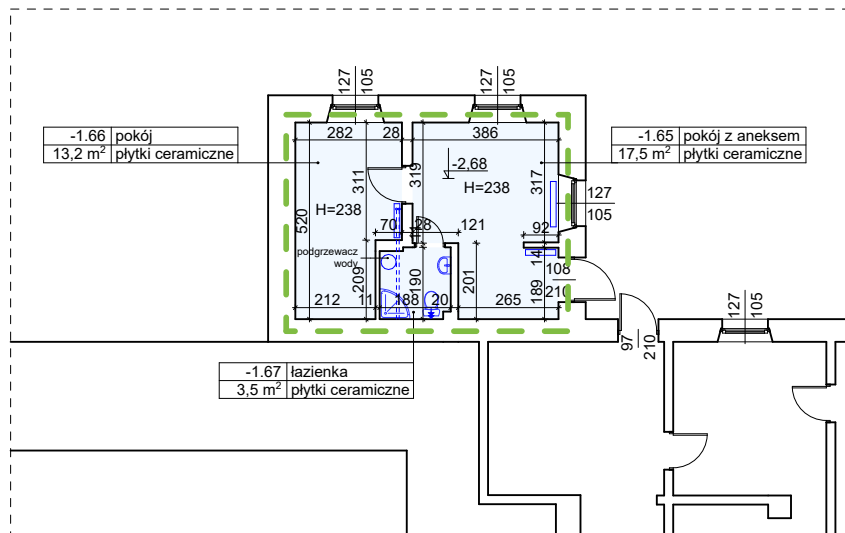 127 105
127 105
-1.66 pokój
13,2 m² płytki ceramiczne
282 28 386
-1.65 pokój z aneksem
17,5 m² płytki ceramiczne
-2,68
H=238
311
319
317
127
105
H=238
520
70 28 121
92
podgrzewacz
wody
14
108
210
209
190
201
189
212 11 188 20 265
127 105
97
210
-1.67 łazienka
3,5 m² płytki ceramiczne